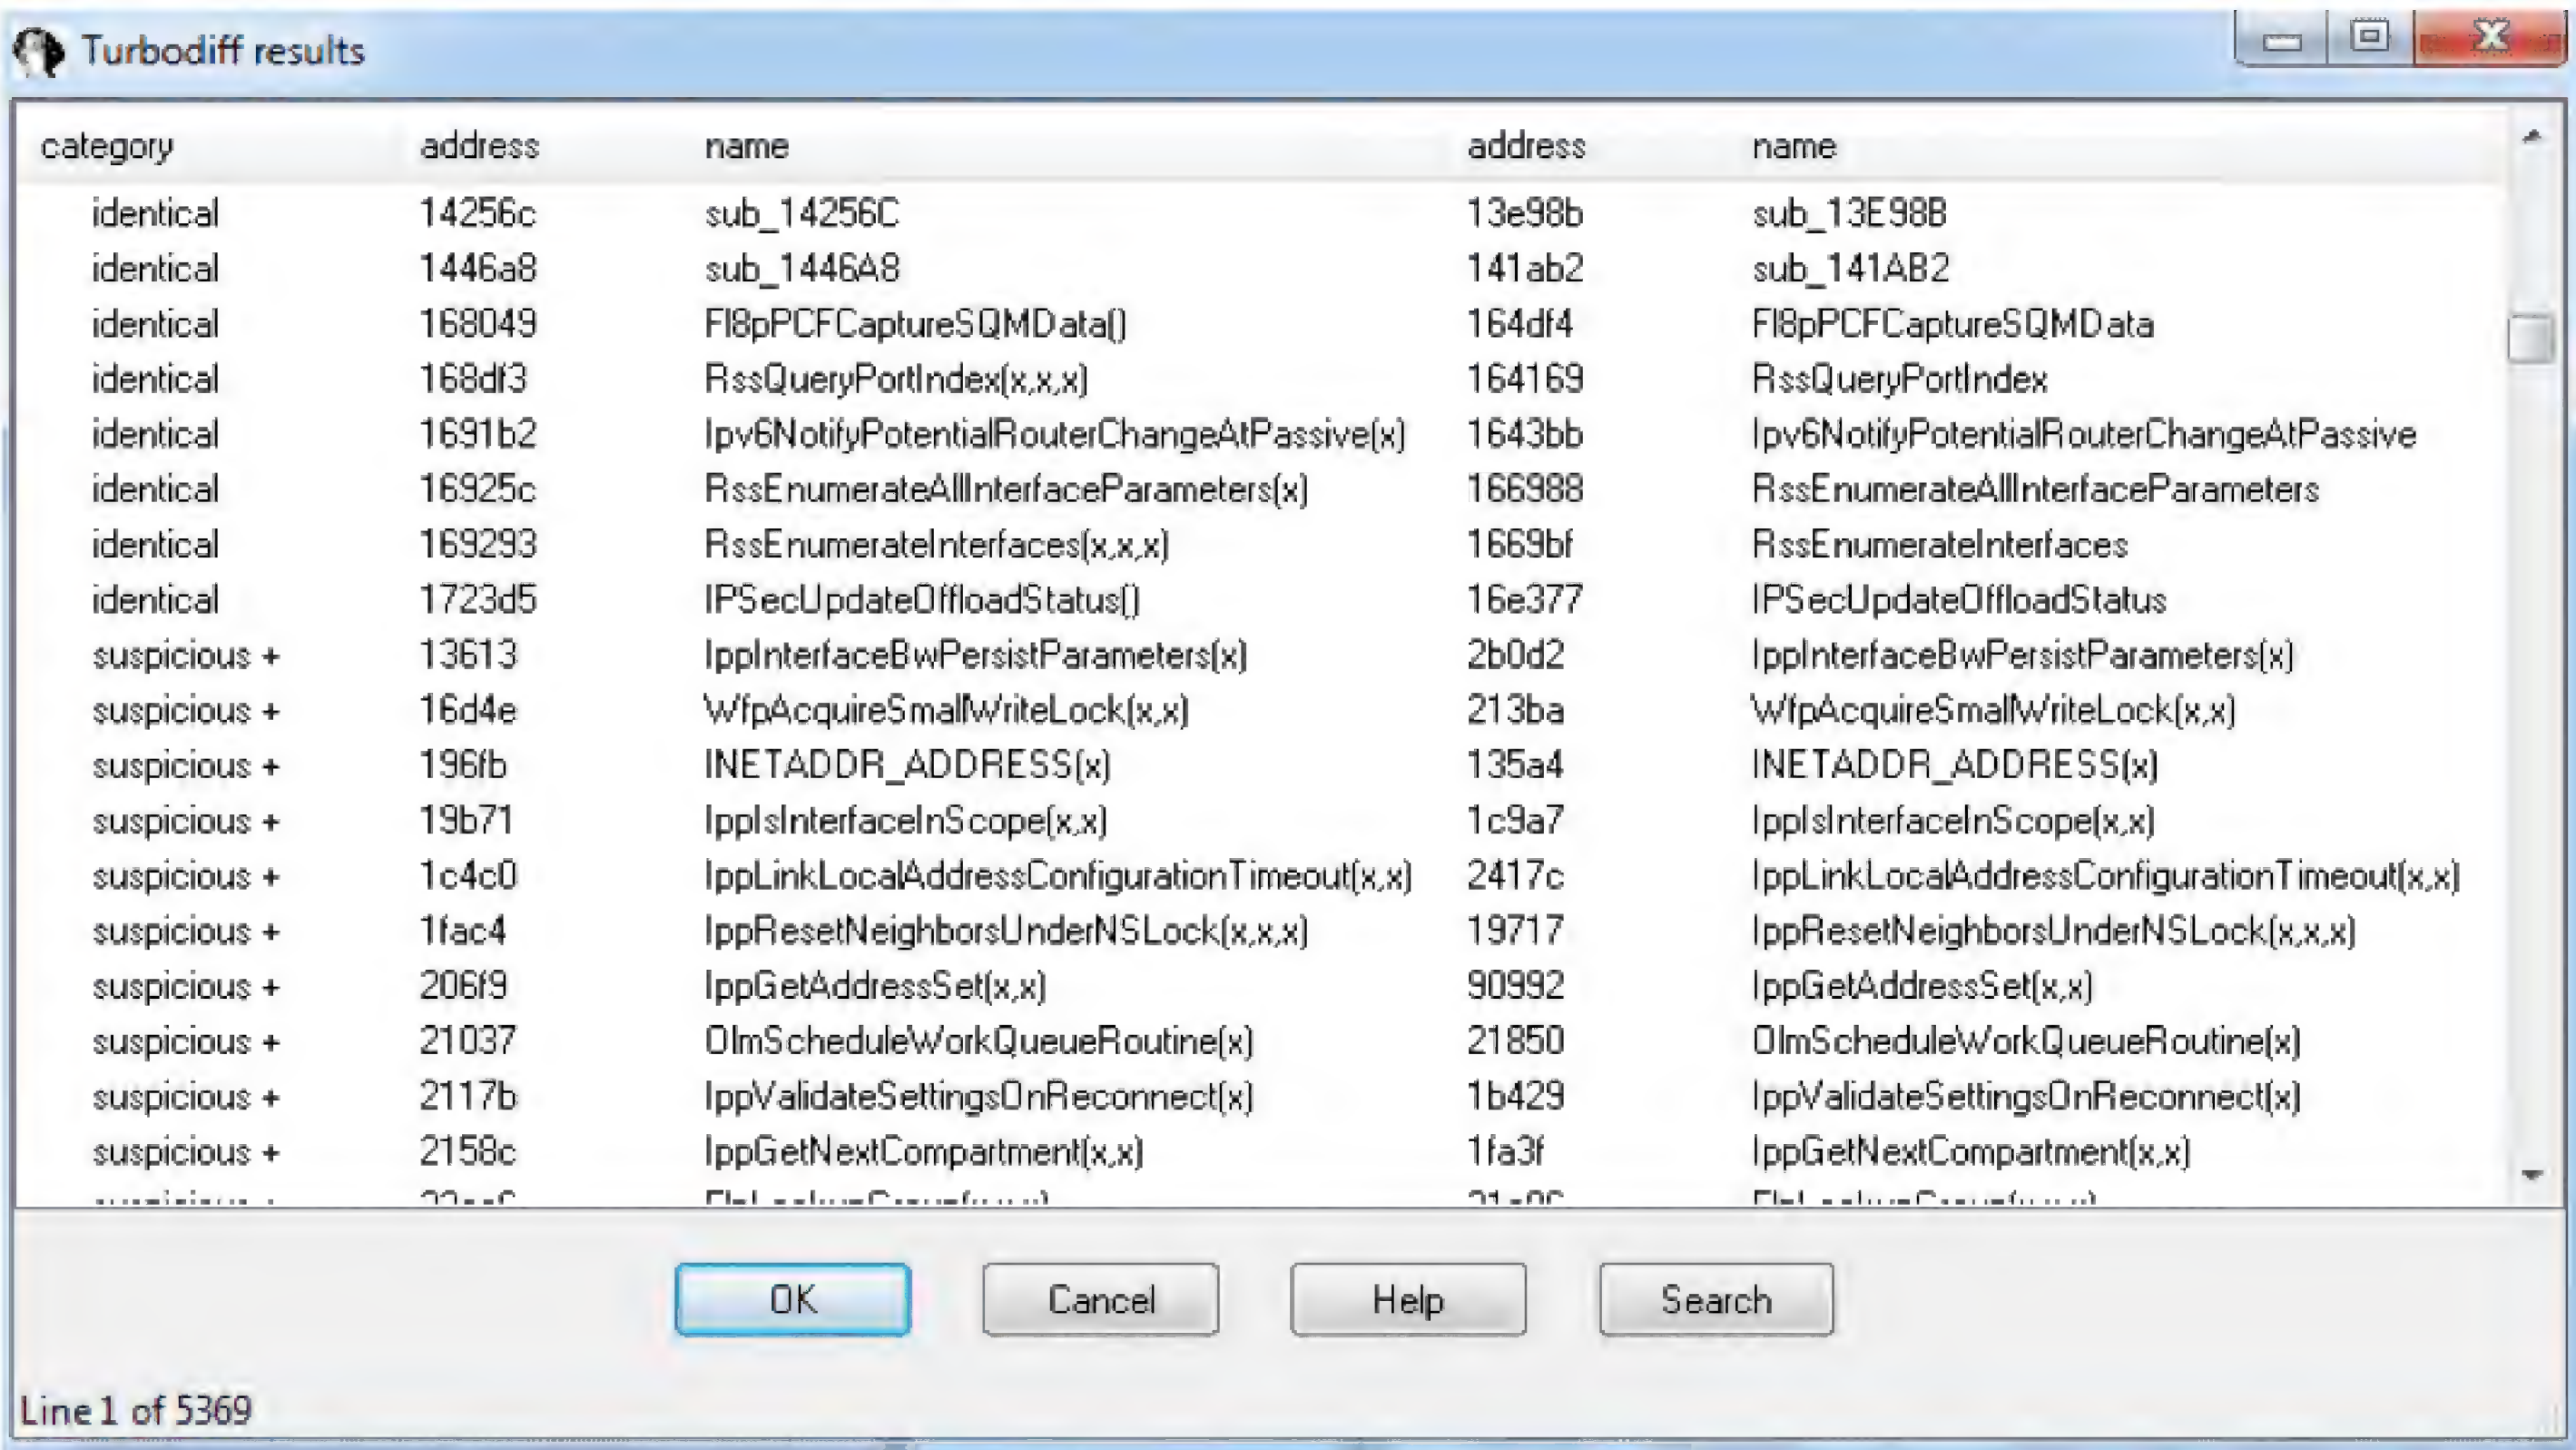 Turbodiff results
category address name address name
identical 14256c sub_14256C 13e98b sub_13E98B
identical 1446a8 sub_1446A8 141ab2 sub_141AB2
identical 168049 Fl8pPCFCaptureSQMData() 164df4 Fl8pPCFCaptureSQMData
identical 168df3 RssQueryPortIndex(x,x,x) 164169 RssQueryPortIndex
identical 1691b2 Ipv6NotifyPotentialRouterChangeAtPassive(x) 1643bb Ipv6NotifyPotentialRouterChangeAtPassive
identical 16925c RssEnumerateAllInterfaceParameters(x) 166988 RssEnumerateAllInterfaceParameters
identical 169293 RssEnumerateInterfaces(x,x,x) 1669bf RssEnumerateInterfaces
identical 1723d5 IPSecUpdateOffloadStatus() 16e377 IPSecUpdateOffloadStatus
suspicious + 13613 IppInterfaceBwPersistParameters(x) 2b0d2 IppInterfaceBwPersistParameters(x)
suspicious + 16d4e WfpAcquireSmallWriteLock(x,x) 213ba WfpAcquireSmallWriteLock(x,x)
suspicious + 196fb INETADDR_ADDRESS(x) 135a4 INETADDR_ADDRESS(x)
suspicious + 19b71 IppIsInterfaceInScope(x,x) 1c9a7 IppIsInterfaceInScope(x,x)
suspicious + 1c4c0 IppLinkLocalAddressConfigurationTimeout(x,x) 2417c IppLinkLocalAddressConfigurationTimeout(x,x)
suspicious + 1fac4 IppResetNeighborsUnderNSLock(x,x,x) 19717 IppResetNeighborsUnderNSLock(x,x,x)
suspicious + 206f9 IppGetAddressSet(x,x) 90992 IppGetAddressSet(x,x)
suspicious + 21037 OlmScheduleWorkQueueRoutine(x) 21850 OlmScheduleWorkQueueRoutine(x)
suspicious + 2117b IppValidateSettingsOnReconnect(x) 1b429 IppValidateSettingsOnReconnect(x)
suspicious + 2158c IppGetNextCompartment(x,x) 1fa3f IppGetNextCompartment(x,x)
OK Cancel Help Search
Line 1 of 5369